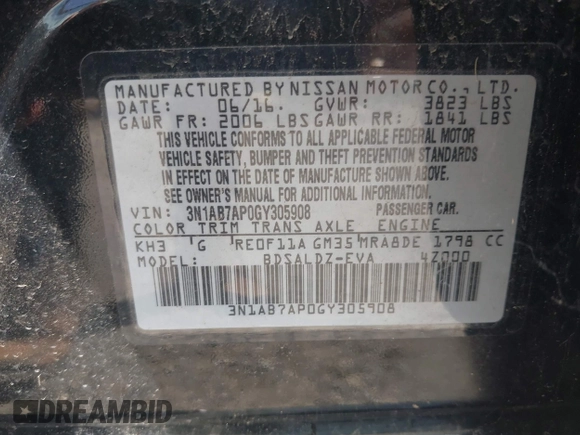 MANUFACTURED BY NISSAN MOTOR CO., LTD.
DATE: 06/16. GVWR: 3823 LBS
GAWR FR: 2006 LBS GAWR RR: 1841 LBS
THIS VEHICLE CONFORMS TO ALL APPLICABLE FEDERAL MOTOR
VEHICLE SAFETY, BUMPER AND THEFT PREVENTION STANDARDS
IN EFFECT ON THE DATE OF MANUFACTURE SHOWN ABOVE.
SEE OWNER'S MANUAL FOR ADDITIONAL INFORMATION.
VIN: 3N1AB7AP0GY305908 PASSENGER CAR.
COLOR TRIM TRANS AXLE ENGINE
KH3 G RE0F11A GM35 MRA8DE 1798 CC
MODEL: BDSALDZ-EVA 4Z000
3N1AB7AP0GY305908
DREAMBID